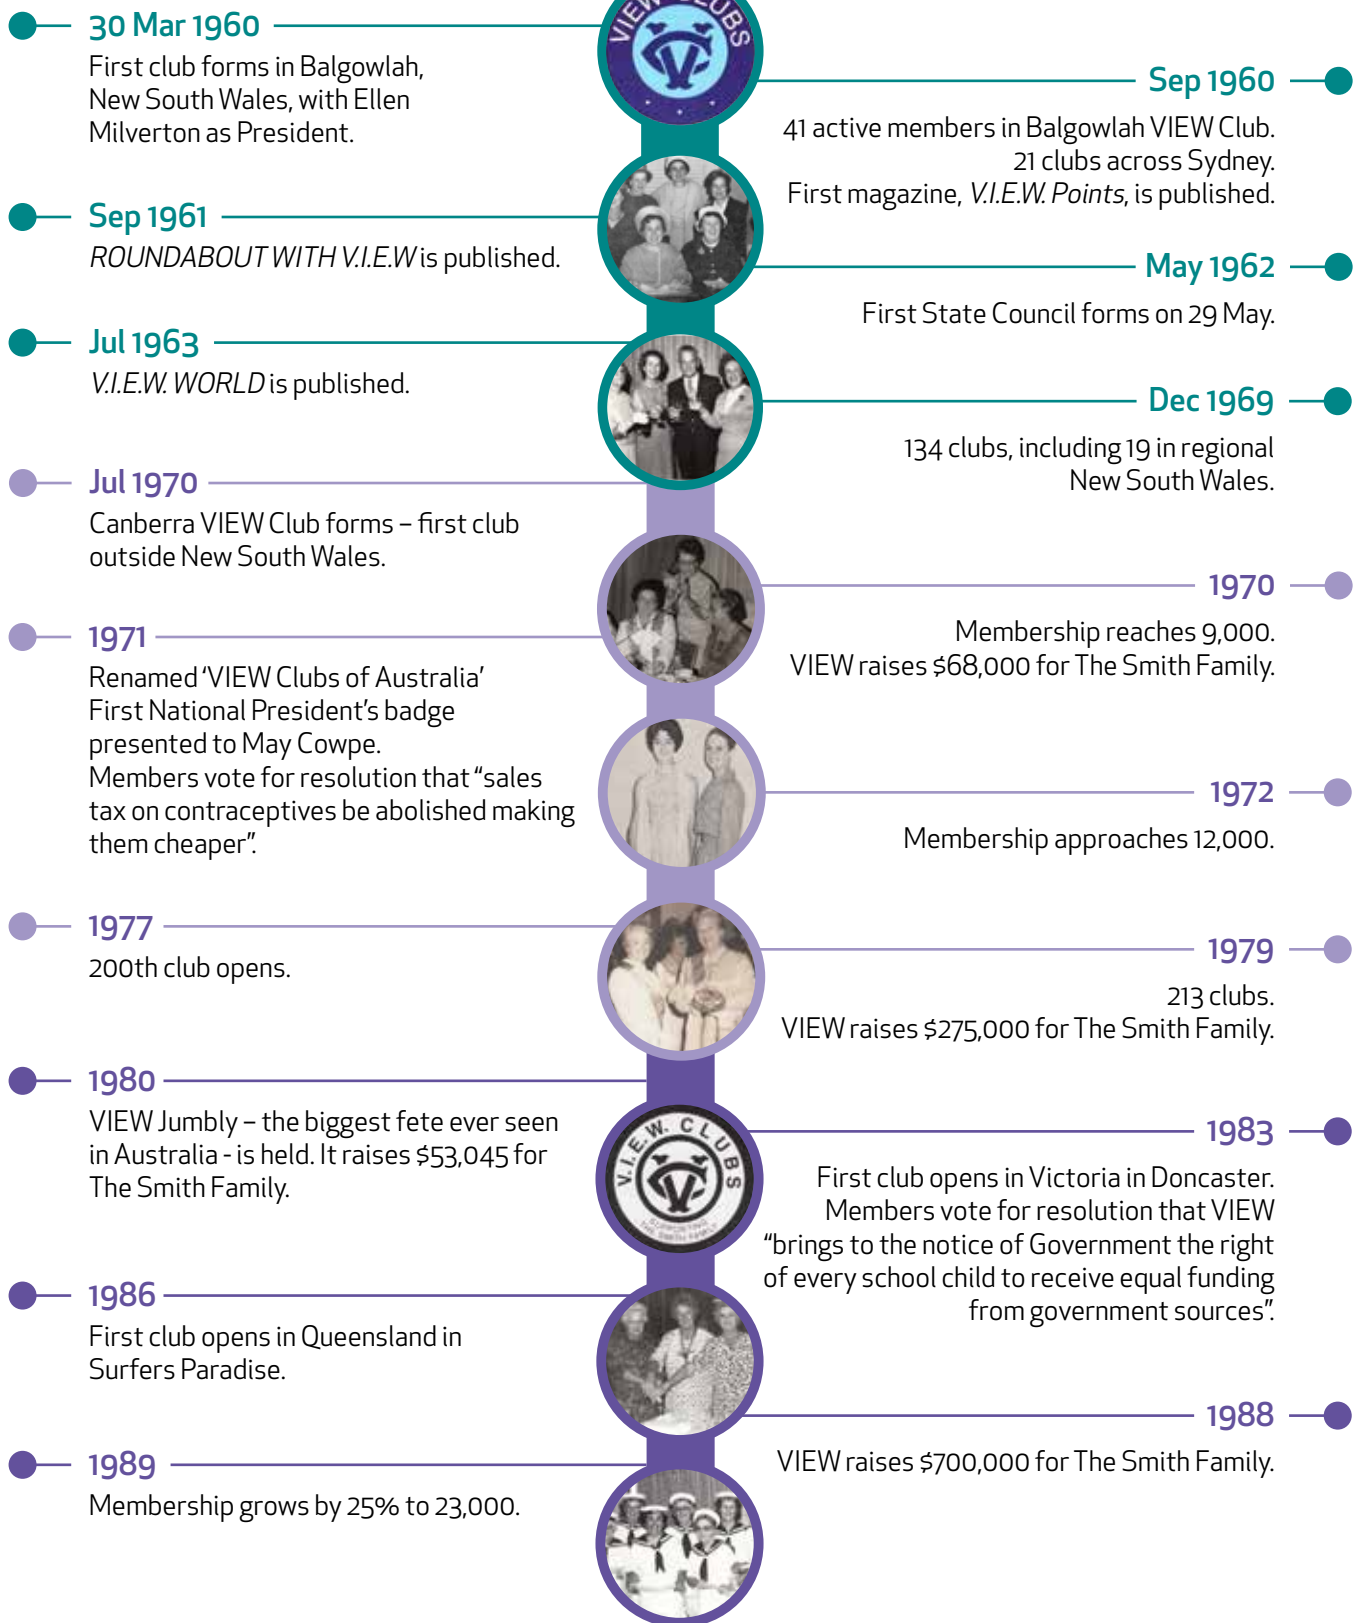 VIEW CLUBS
30 Mar 1960
First club forms in Balgowlah,
New South Wales, with Ellen
Milverton as President.
Sep 1960
41 active members in Balgowlah VIEW Club.
21 clubs across Sydney.
First magazine, V.I.E.W. Points, is published.
Sep 1961
ROUNDABOUT WITH V.I.E.W is published.
May 1962
First State Council forms on 29 May.
Jul 1963
V.I.E.W. WORLD is published.
Dec 1969
134 clubs, including 19 in regional
New South Wales.
Jul 1970
Canberra VIEW Club forms – first club
outside New South Wales.
1970
Membership reaches 9,000.
VIEW raises $68,000 for The Smith Family.
1971
Renamed ‘VIEW Clubs of Australia’
First National President’s badge
presented to May Cowpe.
Members vote for resolution that “sales
tax on contraceptives be abolished making
them cheaper”.
1972
Membership approaches 12,000.
1977
200th club opens.
1979
213 clubs.
VIEW raises $275,000 for The Smith Family.
1980
VIEW Jumbly – the biggest fete ever seen
in Australia - is held. It raises $53,045 for
The Smith Family.
V.I.E.W. CLUBS
SUPPORTING
THE SMITH FAMILY
1983
First club opens in Victoria in Doncaster.
Members vote for resolution that VIEW
“brings to the notice of Government the right
of every school child to receive equal funding
from government sources”.
1986
First club opens in Queensland in
Surfers Paradise.
1988
VIEW raises $700,000 for The Smith Family.
1989
Membership grows by 25% to 23,000.